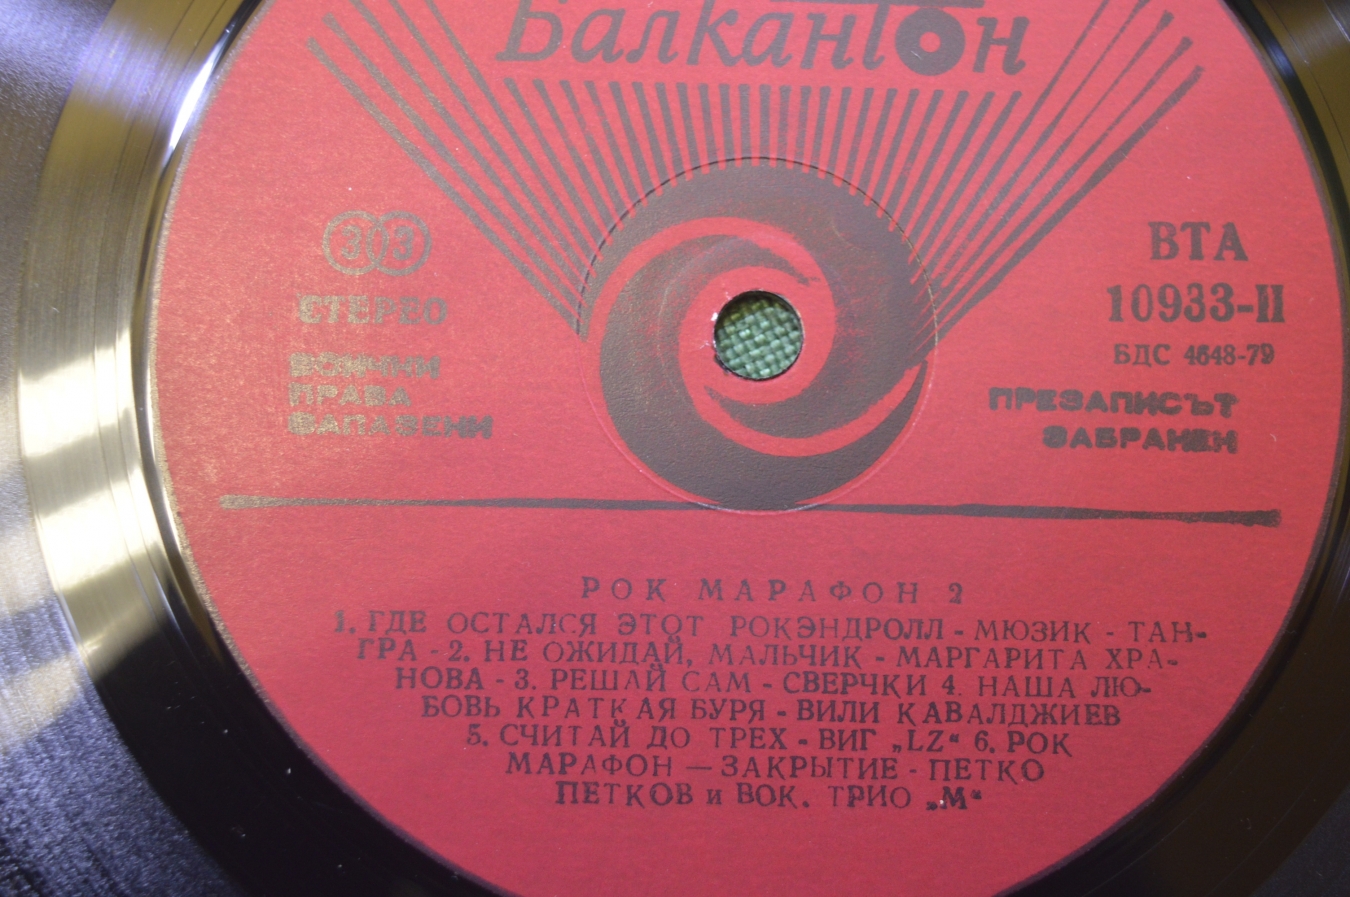 Балкантон
33
СТЕРЕО
ВСИЧКИ
ПРАВА
ЗАПАЗЕНИ
ВТА
10933-II
БДС 4648-79
ПРЕЗАПИСЪТ
ЗАБРАНЕН
РОК МАРАФОН 2
1. ГДЕ ОСТАЛСЯ ЭТОТ РОКЭНДРОЛЛ - МЮЗИК - ТАН-
ГРА - 2. НЕ ОЖИДАЙ, МАЛЬЧИК - МАРГАРИТА ХРА-
НОВА - 3. РЕШАЙ САМ - СВЕРЧКИ 4. НАША ЛЮ-
БОВЬ КРАТКАЯ БУРЯ - ВИЛИ КАВАЛДЖИЕВ
5. СЧИТАЙ ДО ТРЕХ - ВИГ „LZ“ 6. РОК
МАРАФОН — ЗАКРЫТИЕ - ПЕТКО
ПЕТКОВ и ВОК. ТРИО „М“